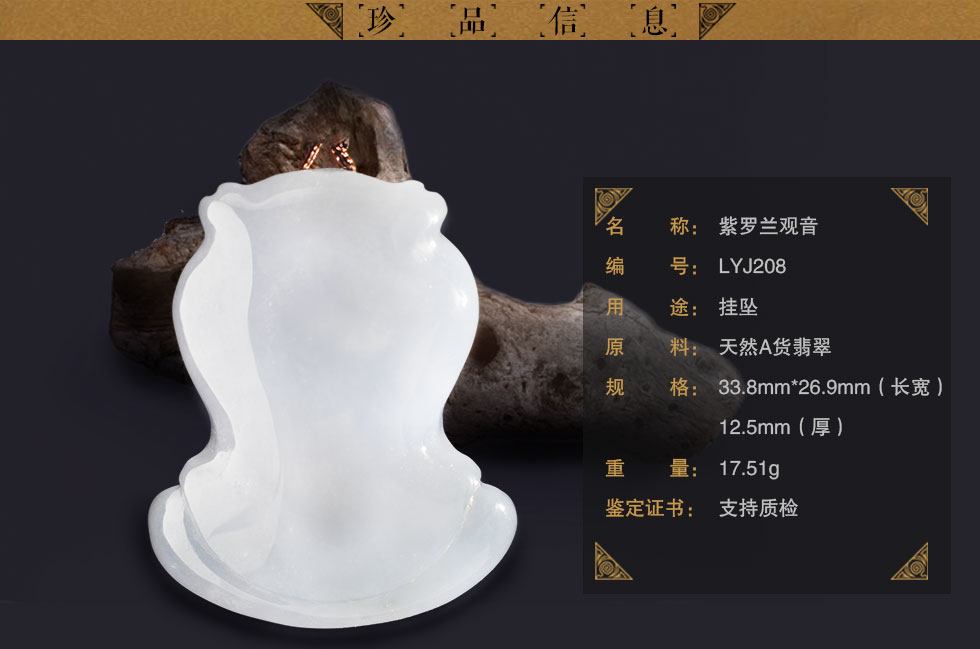 珍品信息
名称：紫罗兰观音
编号：LYJ208
用途：挂坠
原料：天然A货翡翠
规格：33.8mm*26.9mm（长宽）
12.5mm（厚）
重量：17.51g
鉴定证书：支持质检